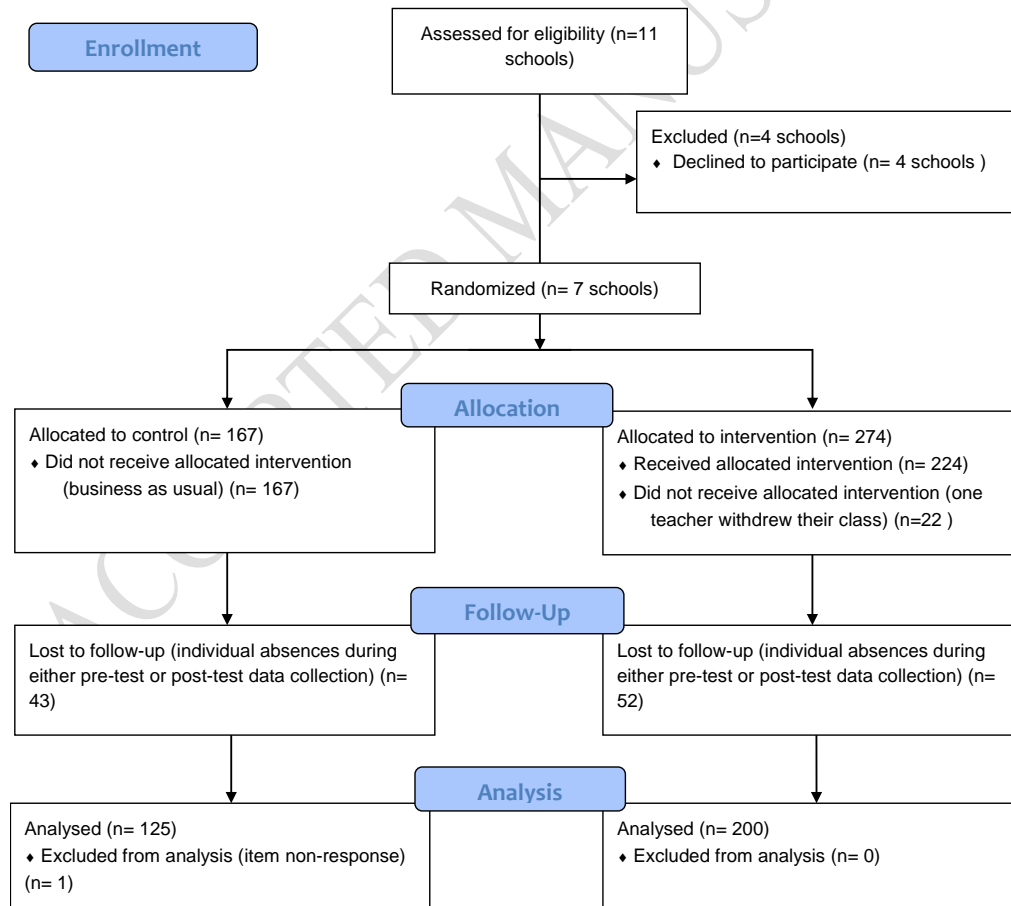 Enrollment
Assessed for eligibility (n=11
schools)
Excluded (n=4 schools)
♦ Declined to participate (n= 4 schools )
Randomized (n= 7 schools)
Allocation
Allocated to control (n= 167)
♦ Did not receive allocated intervention
(business as usual) (n= 167)
Allocated to intervention (n= 274)
♦ Received allocated intervention (n= 224)
♦ Did not receive allocated intervention (one
teacher withdrew their class) (n=22 )
Follow-Up
Lost to follow-up (individual absences during
either pre-test or post-test data collection) (n=
43)
Lost to follow-up (individual absences during
either pre-test or post-test data collection) (n=
52)
Analysis
Analysed (n= 125)
♦ Excluded from analysis (item non-response)
(n= 1)
Analysed (n= 200)
♦ Excluded from analysis (n= 0)
ACCEPTED MANUS